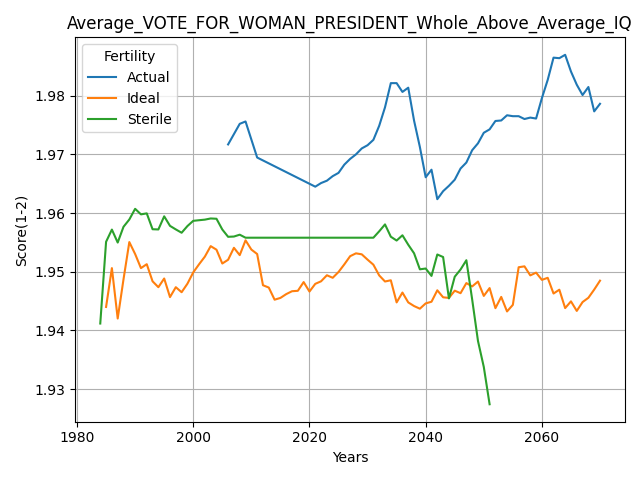 Average_VOTE_FOR_WOMAN_PRESIDENT_Whole_Above_Average_IQ
Fertility
Actual
Ideal
Sterile
Score(1-2)
1.98
1.97
1.96
1.95
1.94
1.93
1980
2000
2020
2040
2060
Years